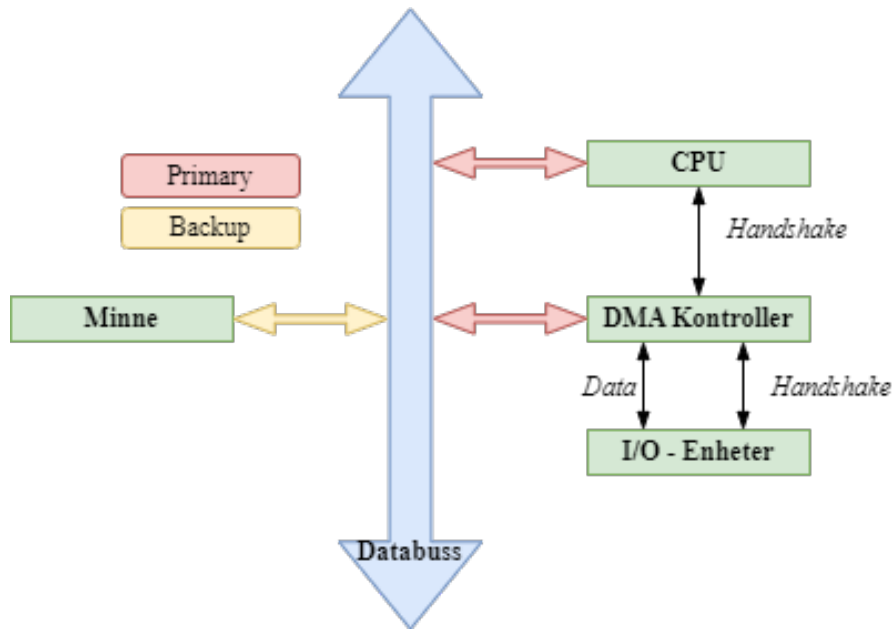 CPU
Primary
Handshake
Backup
Minne
DMA Kontroller
Data
Handshake
I/O - Enheter
Databuss